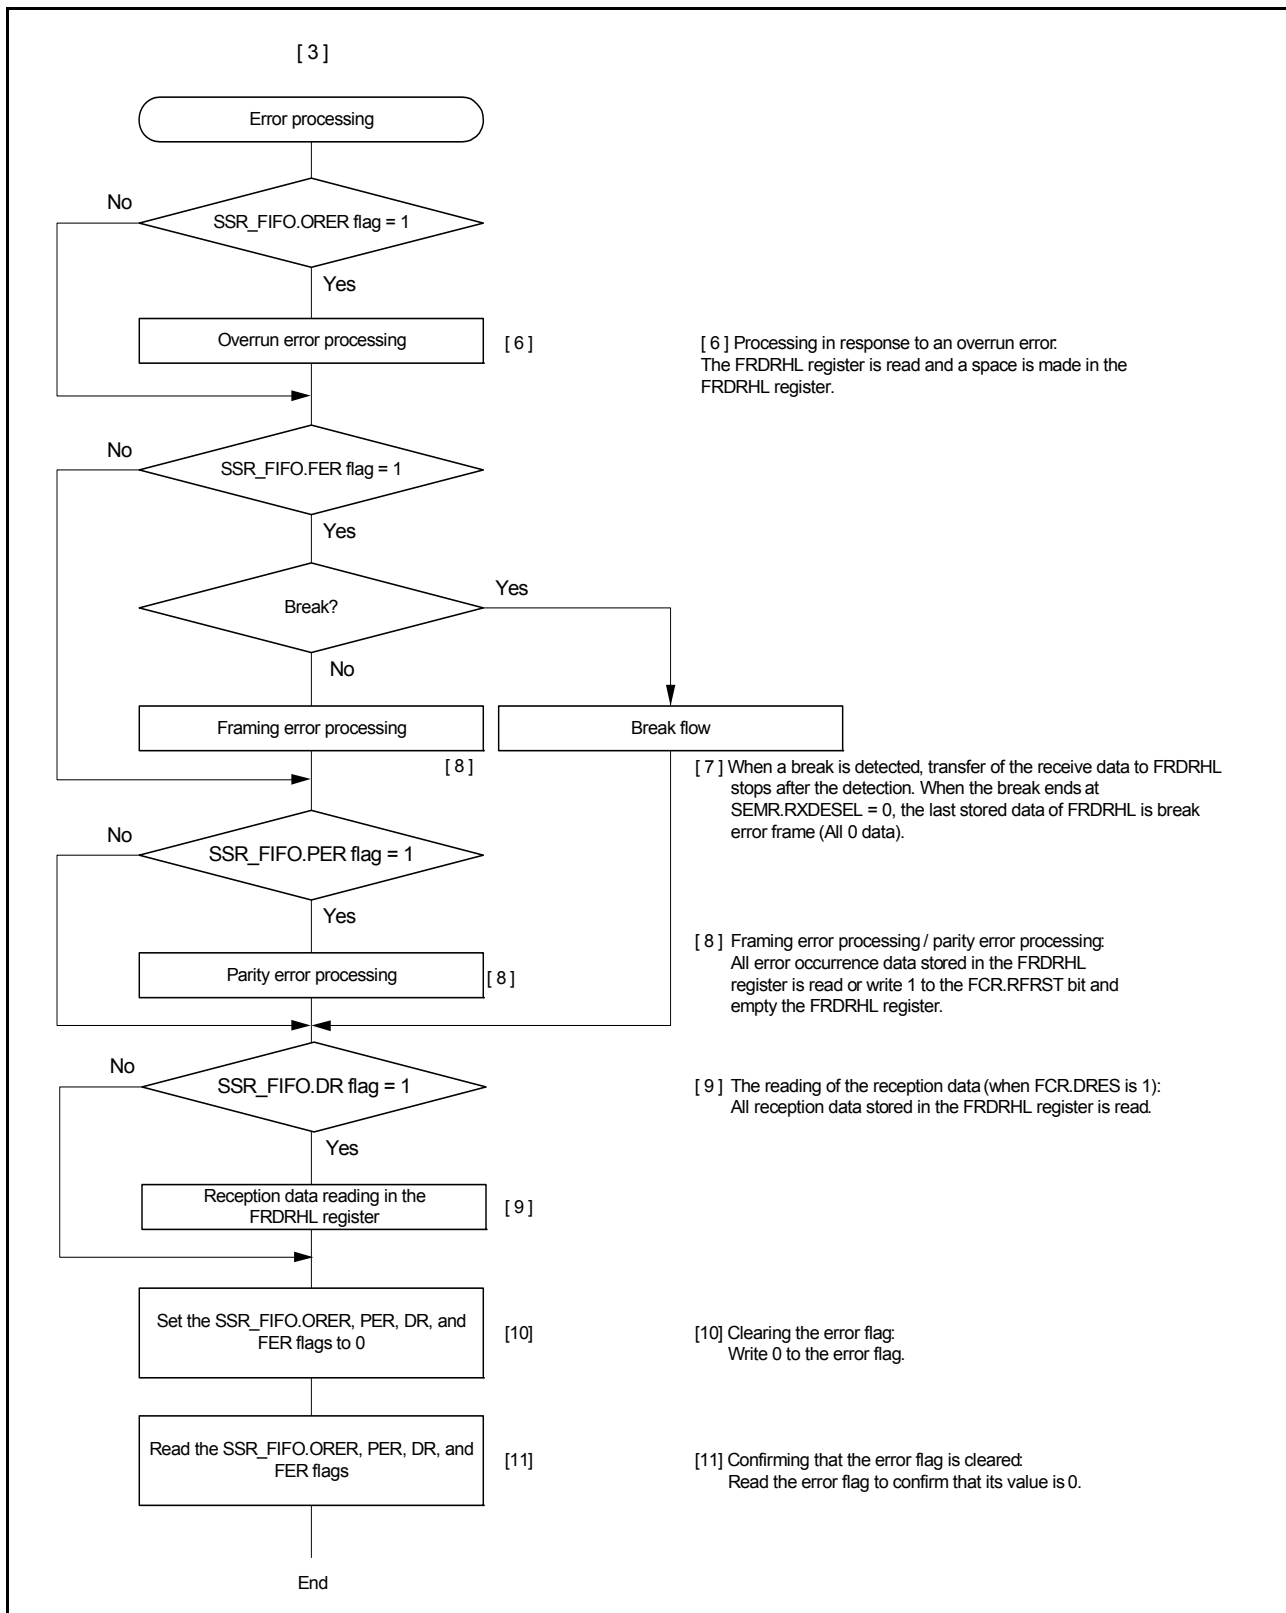 [ 3 ]
Error processing
No
SSR_FIFO.ORER flag = 1
Yes
Overrun error processing
[ 6 ]
[ 6 ] Processing in response to an overrun error:
The FRDRHL register is read and a space is made in the
FRDRHL register.
No
SSR_FIFO.FER flag = 1
Yes
Break?
Yes
No
Framing error processing
Break flow
[ 8 ]
[ 7 ] When a break is detected, transfer of the receive data to FRDRHL
stops after the detection. When the break ends at
SEMR.RXDESEL = 0, the last stored data of FRDRHL is break
error frame (All 0 data).
No
SSR_FIFO.PER flag = 1
Yes
Parity error processing
[ 8 ]
[ 8 ] Framing error processing / parity error processing:
All error occurrence data stored in the FRDRHL
register is read or write 1 to the FCR.RFRST bit and
empty the FRDRHL register.
No
SSR_FIFO.DR flag = 1
Yes
[ 9 ] The reading of the reception data (when FCR.DRES is 1):
All reception data stored in the FRDRHL register is read.
Reception data reading in the
FRDRHL register
[ 9 ]
Set the SSR_FIFO.ORER, PER, DR, and
FER flags to 0
[10]
[10] Clearing the error flag:
Write 0 to the error flag.
Read the SSR_FIFO.ORER, PER, DR, and
FER flags
[11]
[11] Confirming that the error flag is cleared:
Read the error flag to confirm that its value is 0.
End